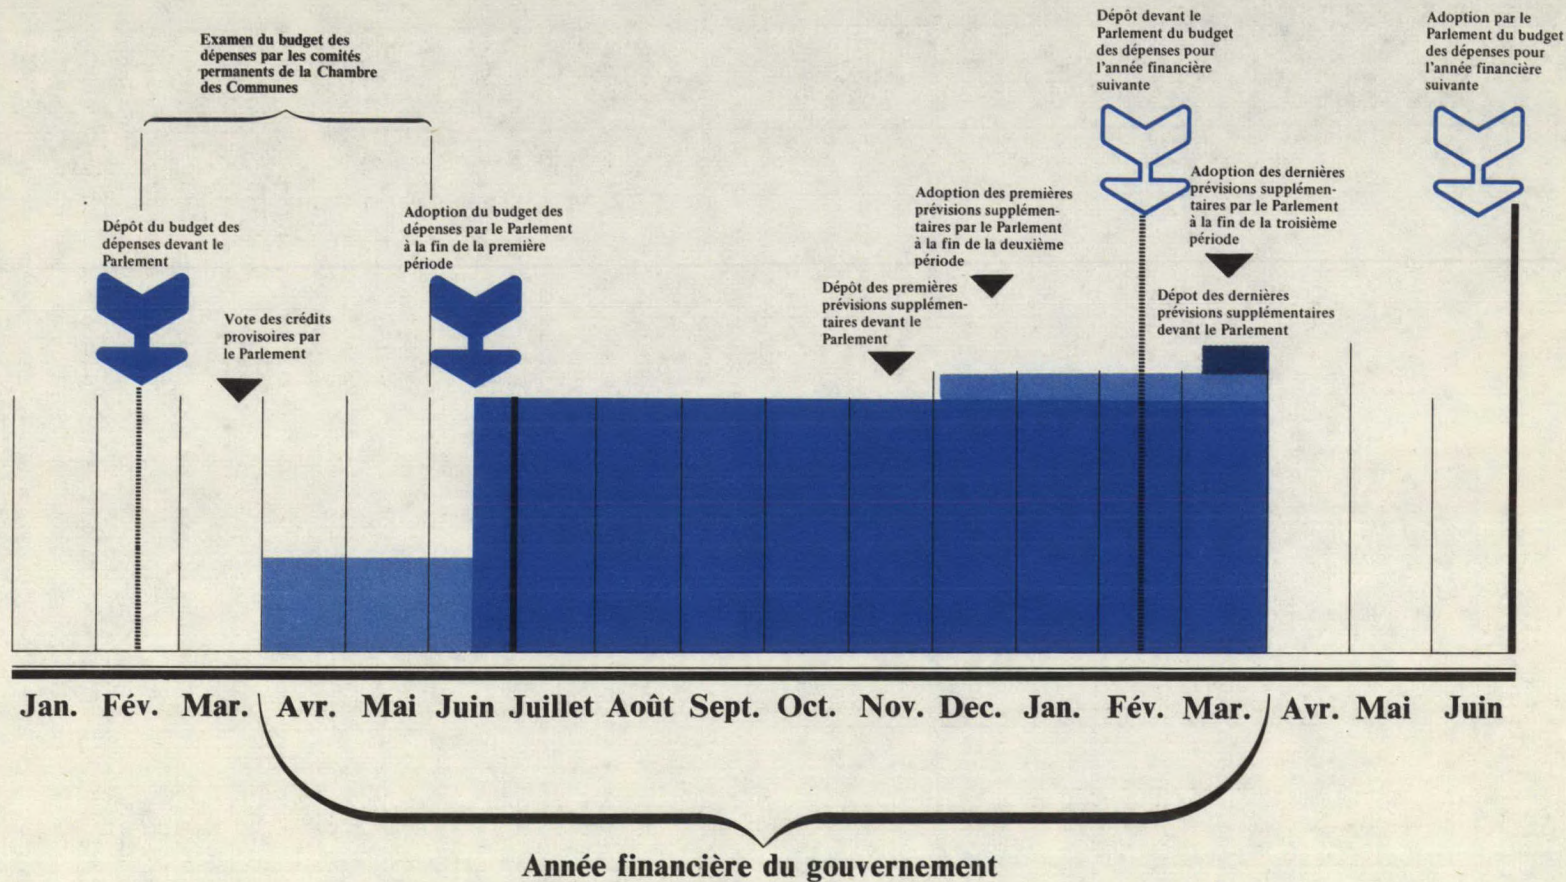 Examen du budget des
dépenses par les comités
permanents de la Chambre
des Communes
Dépôt du budget des
dépenses devant le
Parlement
Vote des crédits
provisoires par
le Parlement
Adoption du budget des
dépenses par le Parlement
à la fin de la première
période
Dépôt des premières
prévisions supplémen-
taires devant le
Parlement
Adoption des premières
prévisions supplémen-
taires par le Parlement
à la fin de la deuxième
période
Dépôt devant le
Parlement du budget
des dépenses pour
l'année financière
suivante
Adoption des dernières
prévisions supplémen-
taires par le Parlement
à la fin de la troisième
période
Dépot des dernières
prévisions supplémentaires
devant le Parlement
Adoption par le
Parlement du budget
des dépenses pour
l'année financière
suivante
Jan. Fév. Mar. Avr. Mai Juin Juillet Août Sept. Oct. Nov. Dec. Jan. Fév. Mar. Avr. Mai Juin
Année financière du gouvernement